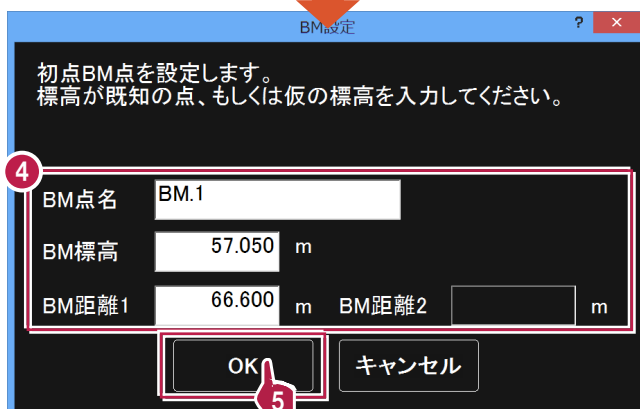 BM設定 ? ×
初点BM点を設定します。
標高が既知の点、もしくは仮の標高を入力してください。
4
BM点名 BM.1
BM標高 57.050 m
BM距離1 66.600 m BM距離2 m
OK キャンセル
5